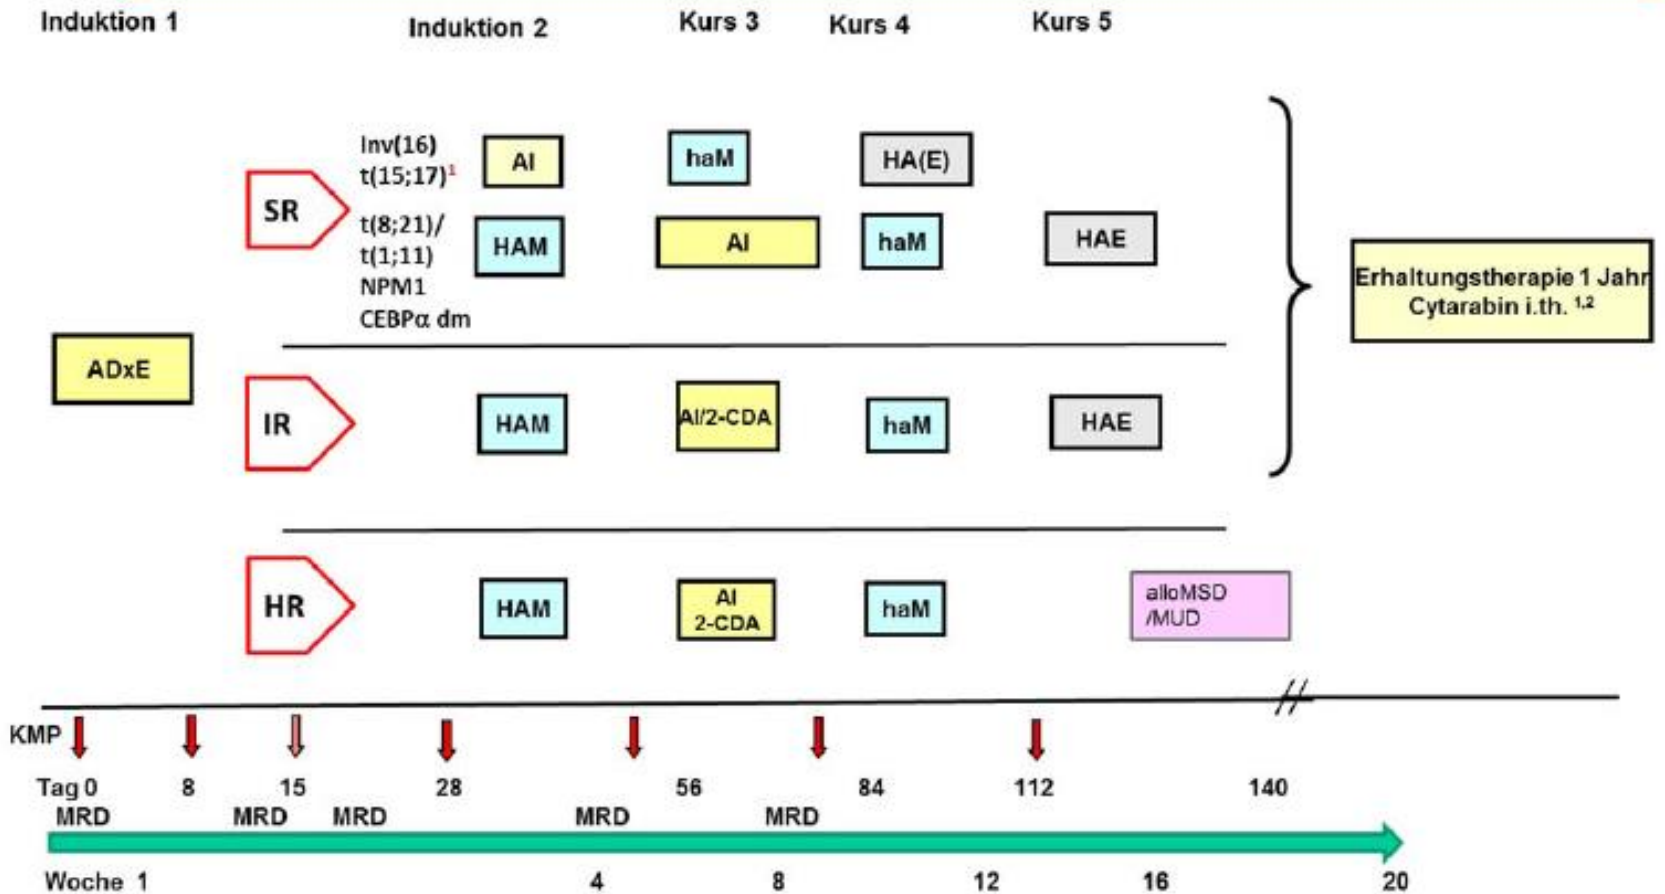 Induktion 1
Induktion 2
Kurs 3
Kurs 4
Kurs 5
SR
Inv(16)
t(15;17)¹
AI
haM
HA(E)
t(8;21)/
t(1;11)
NPM1
CEBPα dm
HAM
AI
haM
HAE
Erhaltungstherapie 1 Jahr
Cytarabin i.th. ¹,²
ADxE
IR
HAM
AI/2-CDA
haM
HAE
HR
HAM
AI
2-CDA
haM
alloMSD
/MUD
KMP
Tag 0 8 15 28 56 84 112 140
MRD MRD MRD MRD MRD
Woche 1 4 8 12 16 20